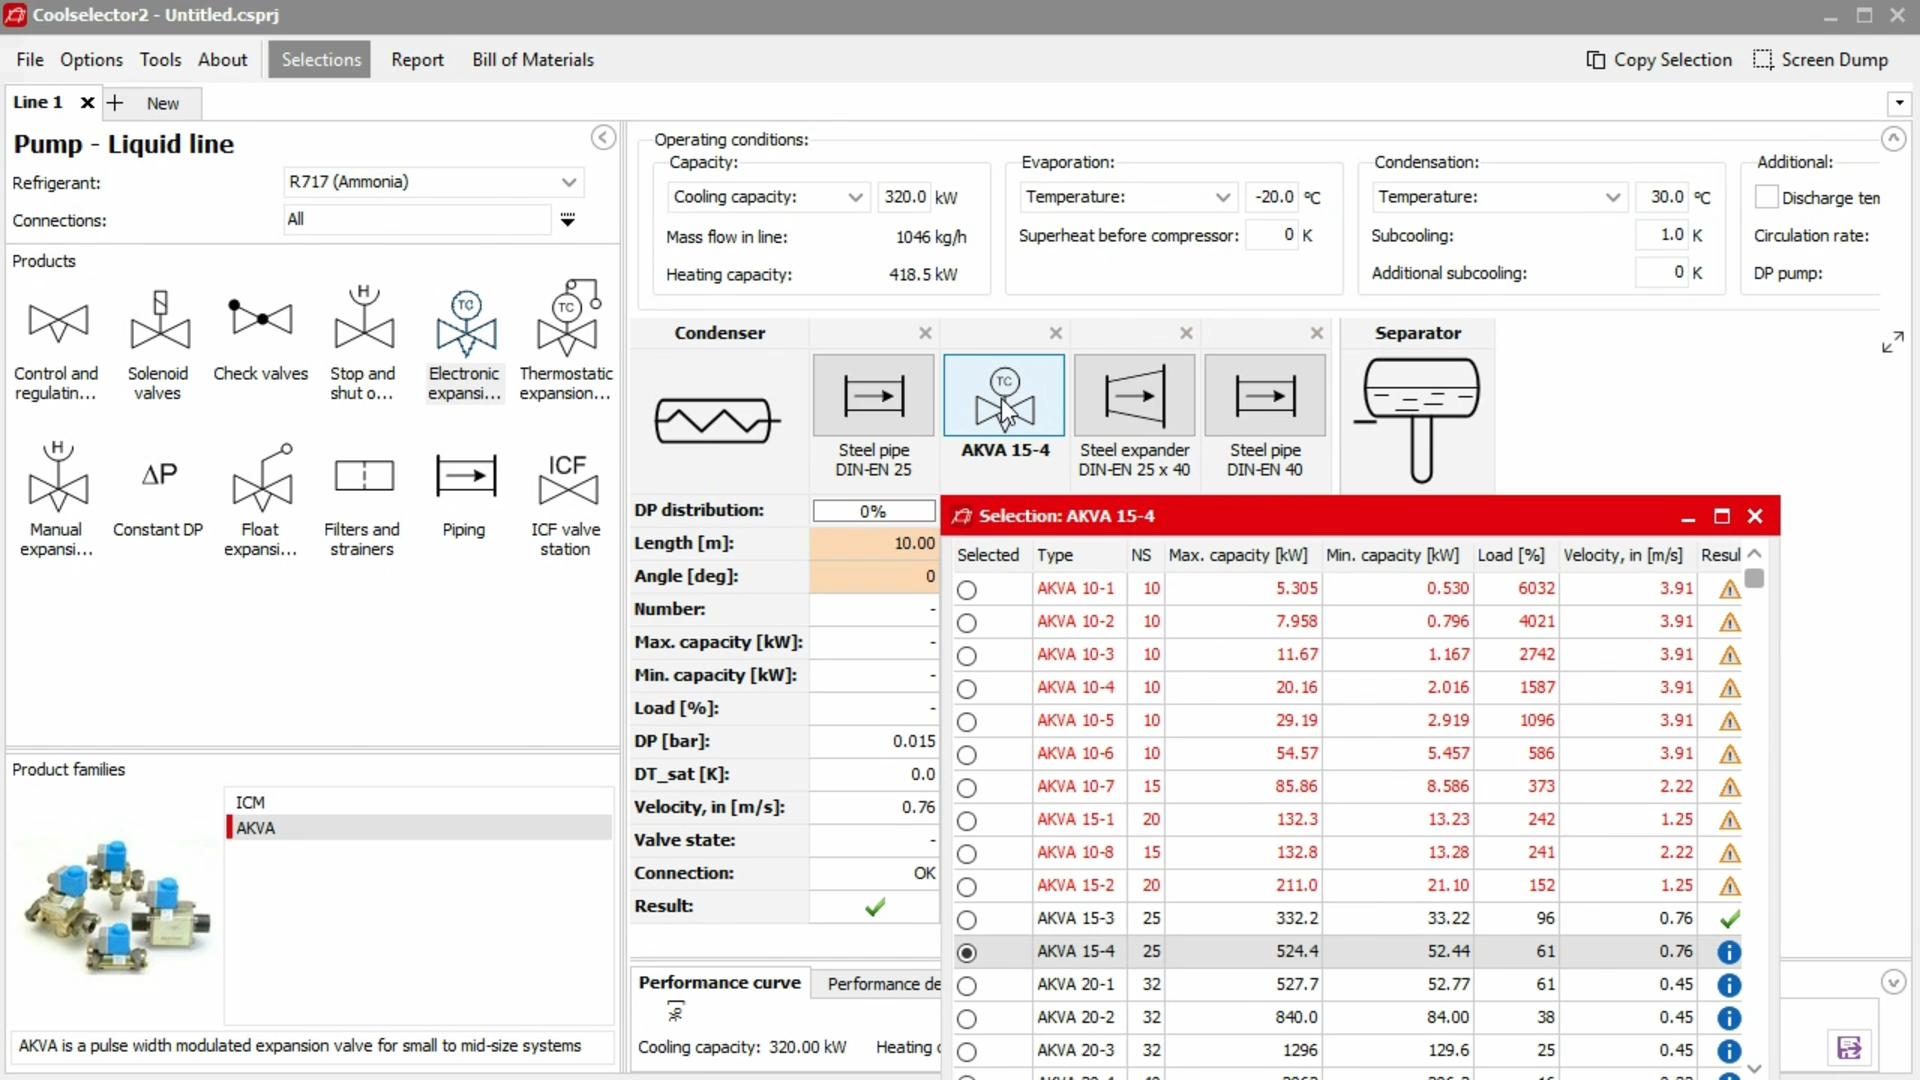 Coolselector2 - Untitled.csprj
File Options Tools About Selections Report Bill of Materials Copy Selection Screen Dump
Line 1 New
Pump - Liquid line
Refrigerant: R717 (Ammonia)
Connections: All
Products
Control and regulatin...
Solenoid valves
Check valves
Stop and shut o...
Electronic expansi...
Thermostatic expansion...
Manual expansi...
ΔP
Constant DP
Float expansi...
Filters and strainers
Piping
ICF
ICF valve station
Product families
ICM
AKVA
AKVA is a pulse width modulated expansion valve for small to mid-size systems
Operating conditions:
Capacity:
Cooling capacity: 320.0 kW
Mass flow in line: 1046 kg/h
Heating capacity: 418.5 kW
Evaporation:
Temperature: -20.0 °C
Superheat before compressor: 0 K
Condensation:
Temperature: 30.0 °C
Subcooling: 1.0 K
Additional subcooling: 0 K
Additional:
Discharge ten
Circulation rate:
DP pump:
Condenser
Separator
Steel pipe DIN-EN 25
TC
AKVA 15-4
Steel expander DIN-EN 25 x 40
Steel pipe DIN-EN 40
DP distribution: 0%
Length [m]: 10.00
Angle [deg]: 0
Number: -
Max. capacity [kW]: -
Min. capacity [kW]: -
Load [%]: -
DP [bar]: 0.015
DT_sat [K]: 0.0
Velocity, in [m/s]: 0.76
Valve state: -
Connection: OK
Result:
Performance curve Performance de
[%]
Cooling capacity: 320.00 kW Heating c
Selection: AKVA 15-4
Selected Type NS Max. capacity [kW] Min. capacity [kW] Load [%] Velocity, in [m/s] Resul
AKVA 10-1 10 5.305 0.530 6032 3.91
AKVA 10-2 10 7.958 0.796 4021 3.91
AKVA 10-3 10 11.67 1.167 2742 3.91
AKVA 10-4 10 20.16 2.016 1587 3.91
AKVA 10-5 10 29.19 2.919 1096 3.91
AKVA 10-6 10 54.57 5.457 586 3.91
AKVA 10-7 15 85.86 8.586 373 2.22
AKVA 15-1 20 132.3 13.23 242 1.25
AKVA 10-8 15 132.8 13.28 241 2.22
AKVA 15-2 20 211.0 21.10 152 1.25
AKVA 15-3 25 332.2 33.22 96 0.76
AKVA 15-4 25 524.4 52.44 61 0.76
AKVA 20-1 32 527.7 52.77 61 0.45
AKVA 20-2 32 840.0 84.00 38 0.45
AKVA 20-3 32 1296 129.6 25 0.45